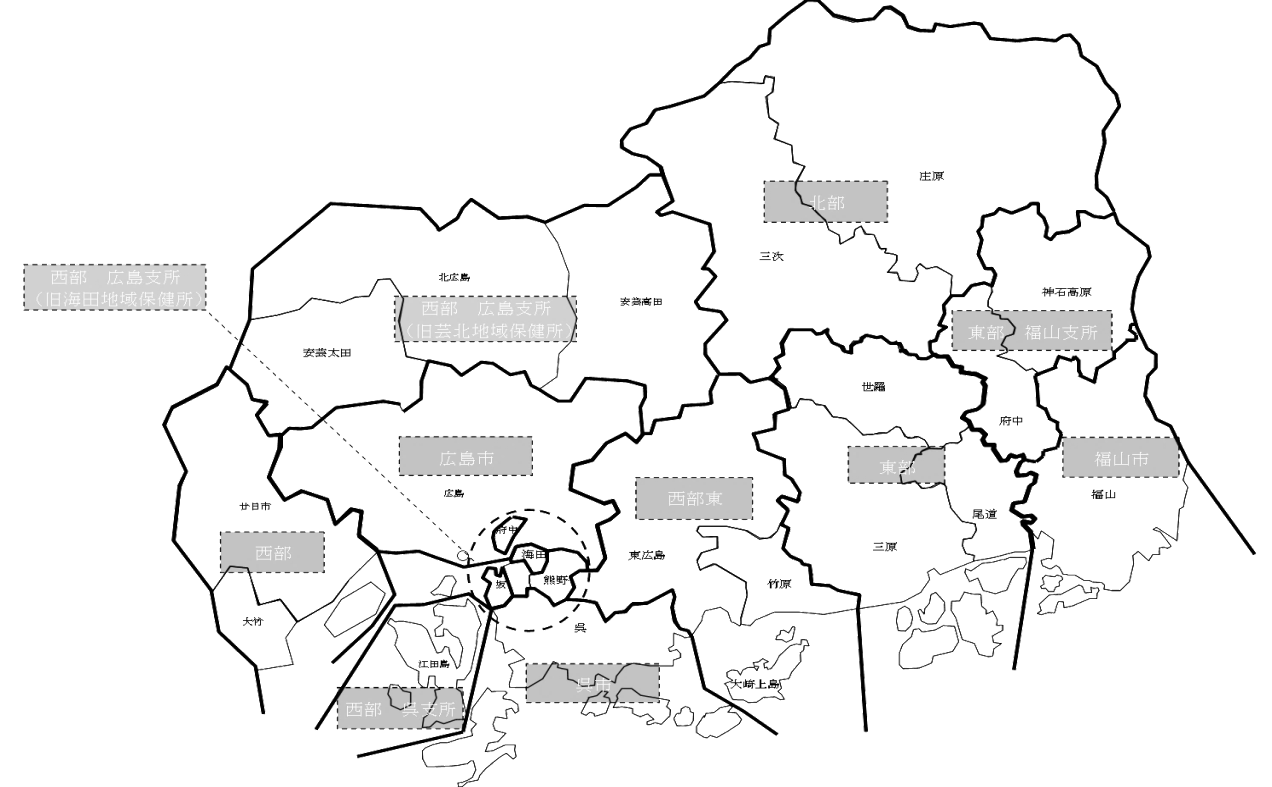 庄原
北部
三次
西部　広島支所
（旧海田地域保健所）
北広島
神石高原
西部　広島支所
（旧芸北地域保健所）
安芸高田
東部　福山支所
安芸太田
世羅
府中
広島市
福山市
東部
広島
福山
西部東
廿日市
尾道
府中
西部
海田
東広島
三原
坂
熊野
竹原
大竹
呉
江田島
呉市
大崎上島
西部　呉支所